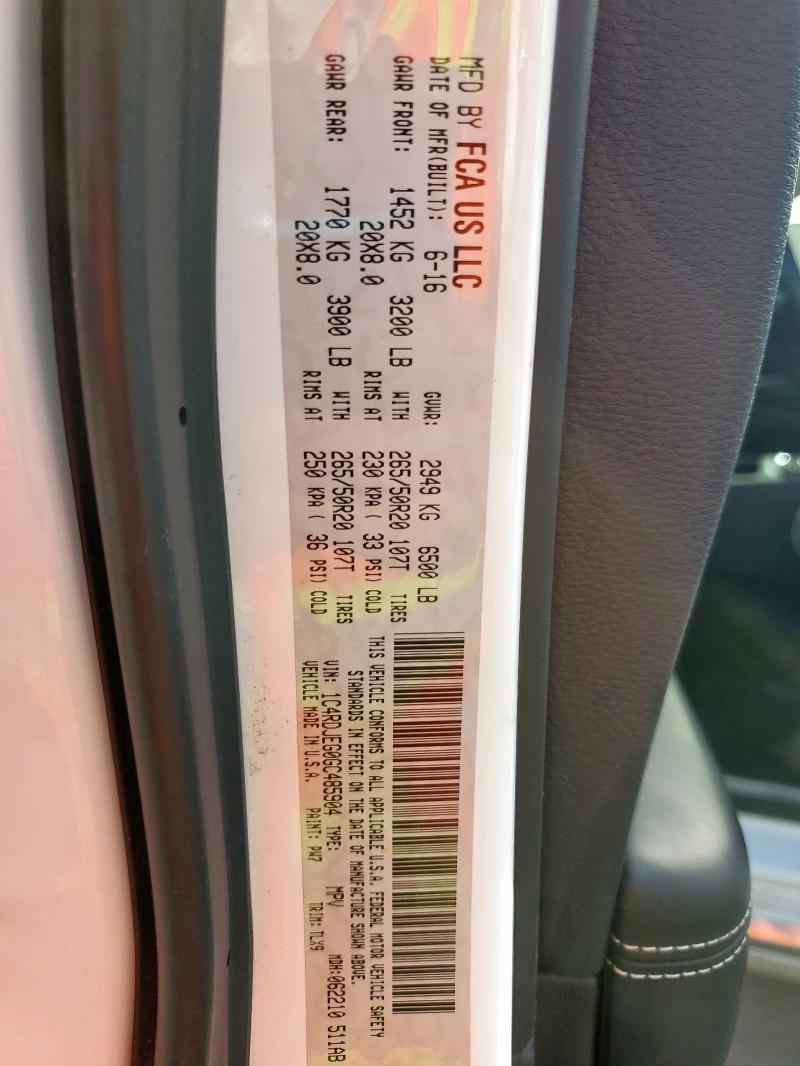 MFD BY FCA US LLC
DATE OF MFR(BUILT): 6-16 GVWR: 2949 KG 6500 LB
GAWR FRONT: 1452 KG 3200 LB WITH 265/50R20 107T TIRES
20X8.0 RIMS AT 230 KPA ( 33 PSI) COLD
GAWR REAR: 1770 KG 3900 LB WITH 265/50R20 107T TIRES
20X8.0 RIMS AT 250 KPA ( 36 PSI) COLD
THIS VEHICLE CONFORMS TO ALL APPLICABLE U.S.A. FEDERAL MOTOR VEHICLE SAFETY
STANDARDS IN EFFECT ON THE DATE OF MANUFACTURE SHOWN ABOVE.
VIN: 1C4RDJEG0GC485904 TYPE: MPV MDH:062210 511AB
VEHICLE MADE IN U.S.A. PAINT: PW7 TRIM: TLX9